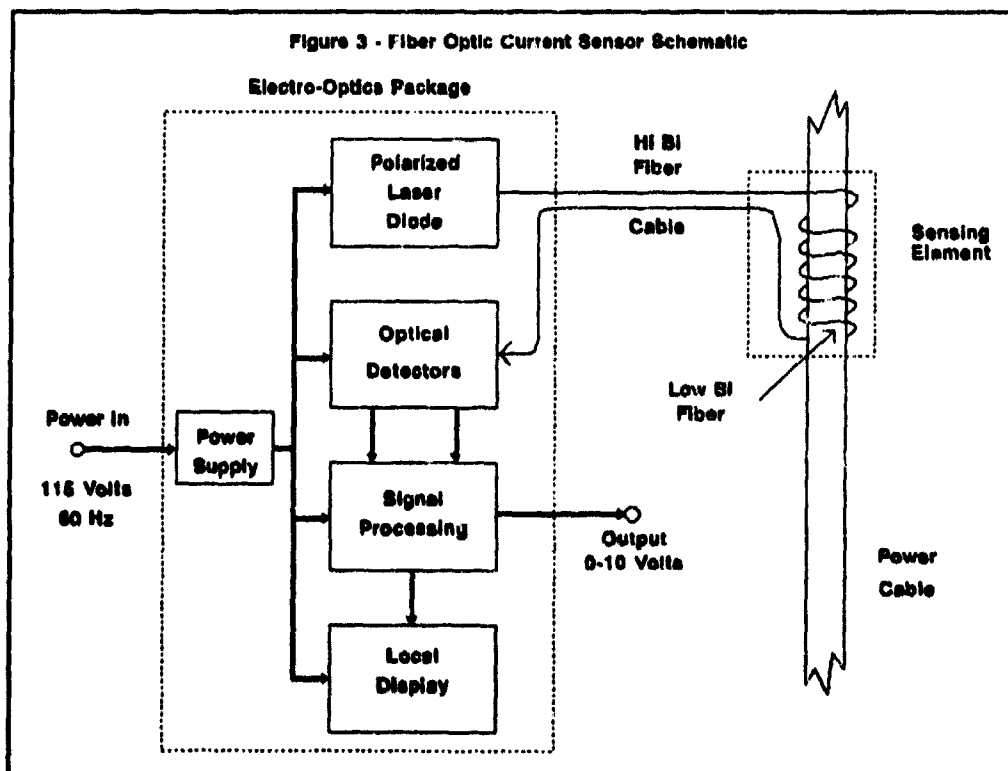 Figure 3 - Fiber Optic Current Sensor Schematic
Electro-Optics Package
Polarized
Laser
Diode
Hi Bi
Fiber
Cable
Sensing
Element
Optical
Detectors
Low Bi
Fiber
Power In
Power
Supply
115 Volts
60 Hz
Signal
Processing
Output
0-10 Volts
Power
Cable
Local
Display